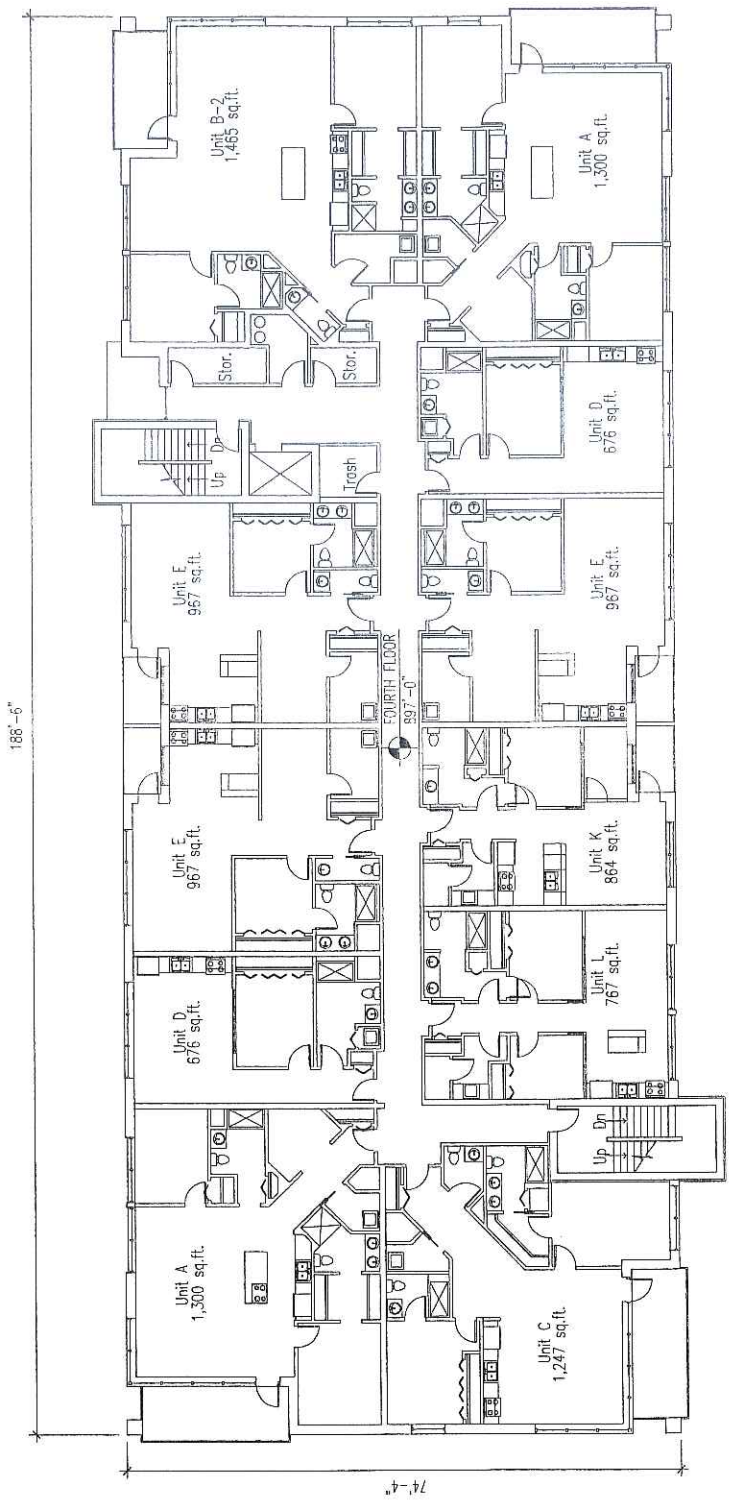 188'-6"
74'-4"
Unit A
1,300 sq.ft.
Unit D
676 sq.ft.
Unit E
967 sq.ft.
Unit E
967 sq.ft.
Up
Dn
Trash
Stor.
Stor.
Unit B-2
1,465 sq.ft.
FOURTH FLOOR
897'-0"
Unit C
1,247 sq.ft.
Up
Dn
Unit L
767 sq.ft.
Unit K
864 sq.ft.
Unit E
967 sq.ft.
Unit D
676 sq.ft.
Unit A
1,300 sq.ft.